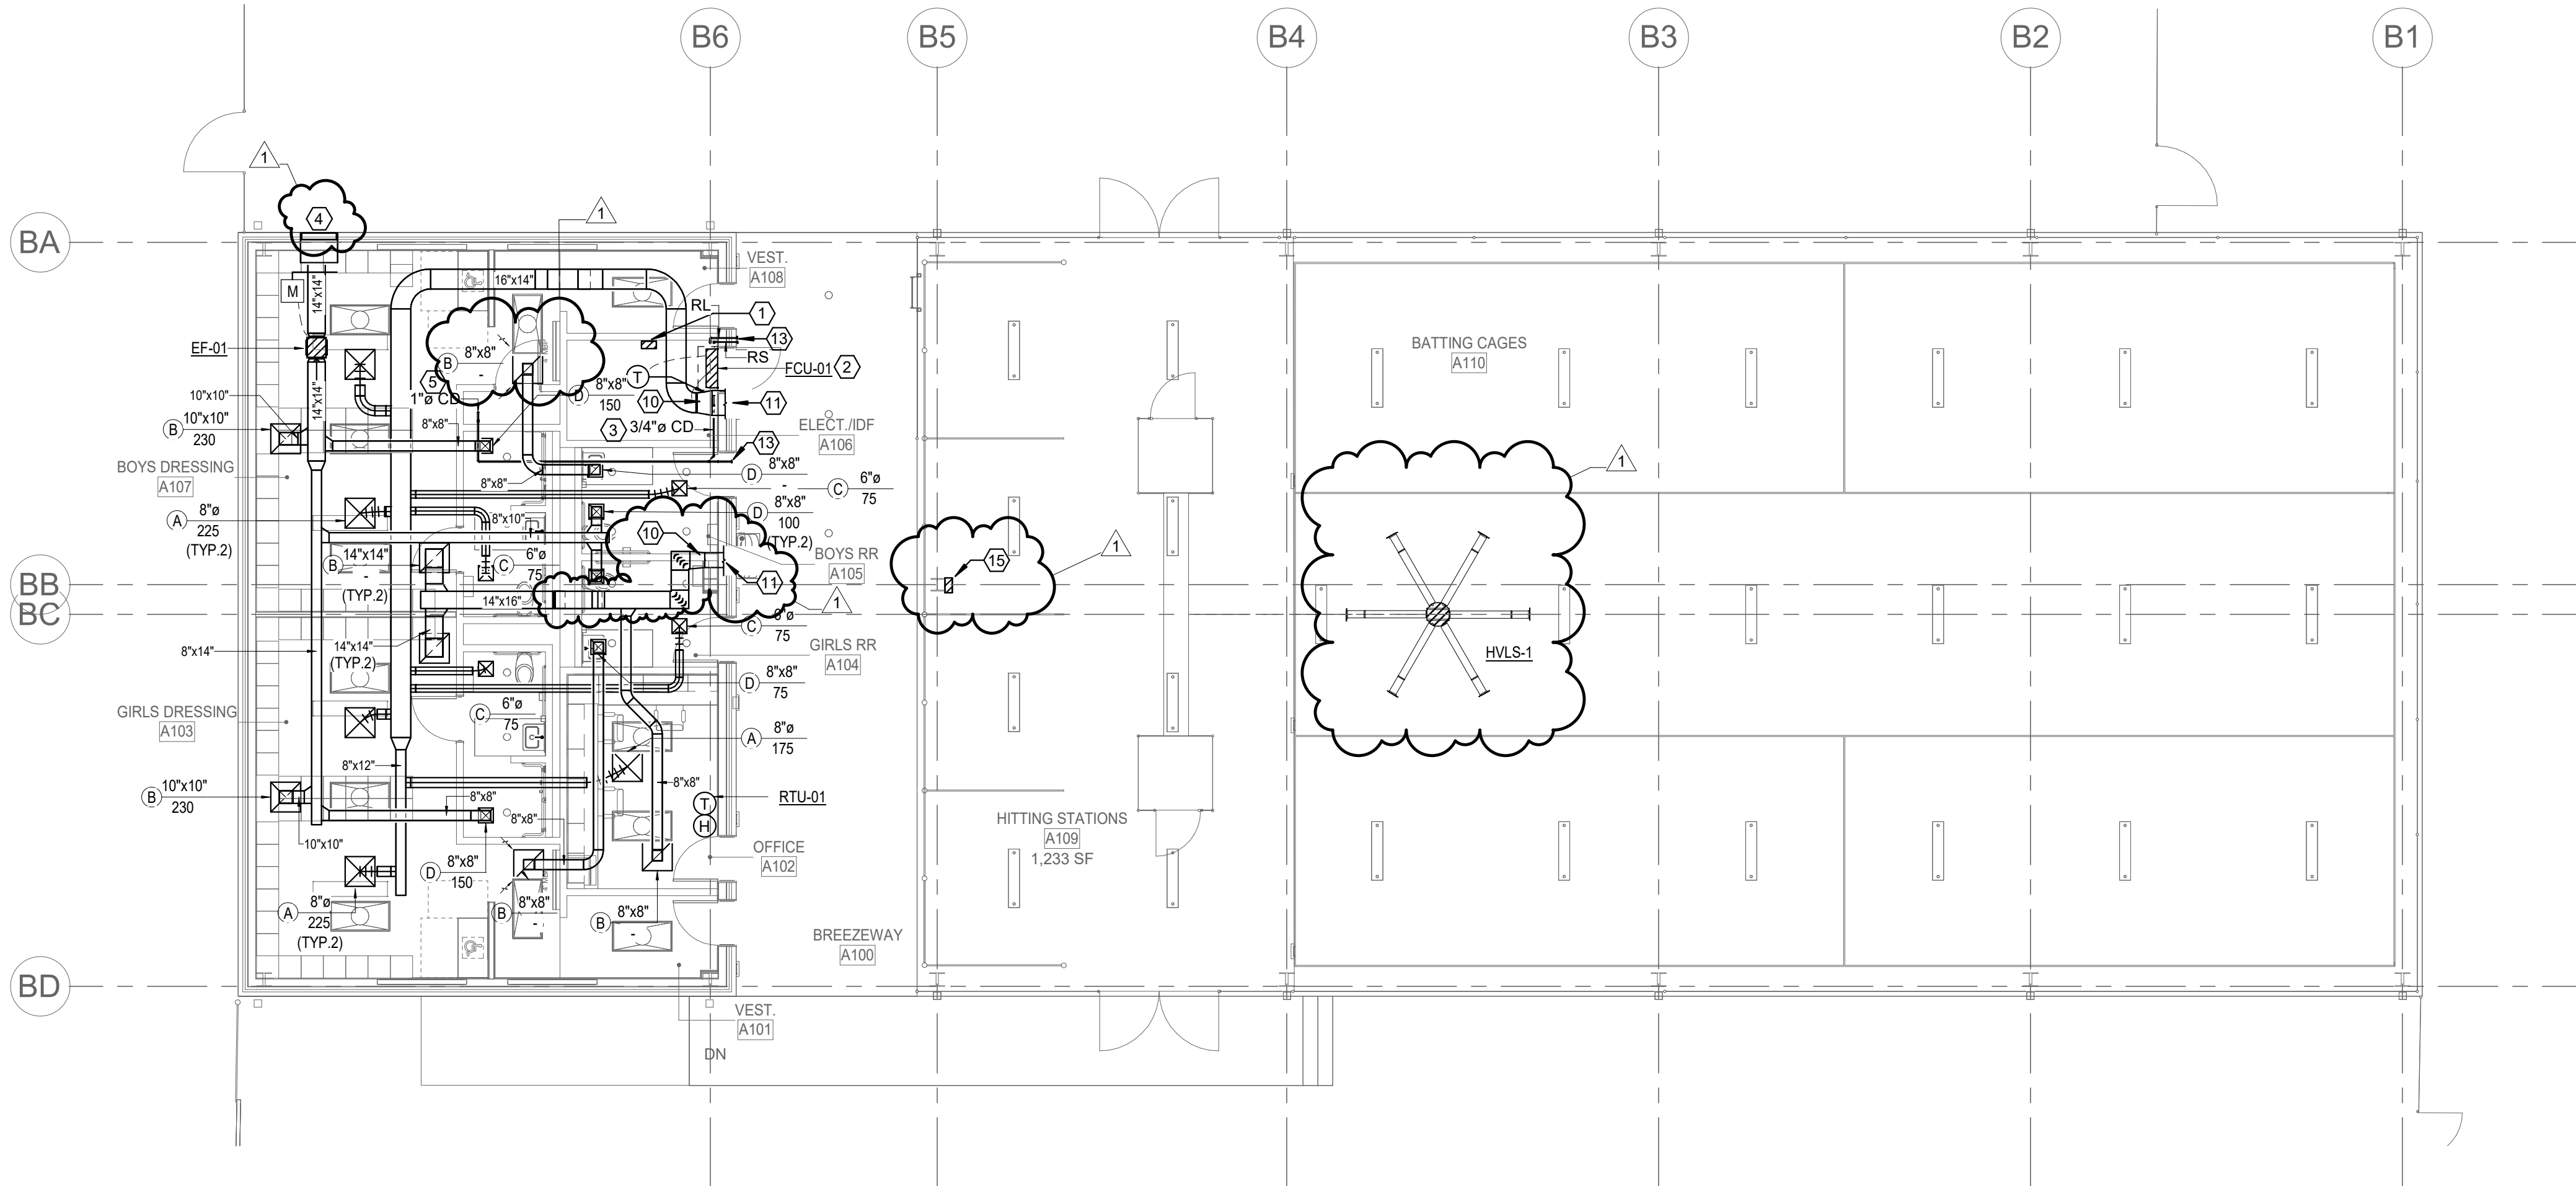 B6
B5
B4
B3
B2
B1
1
4
1
BA
VEST.
A108
16"x14"
M
14"x14"
RL
1
13
RS
EF-01
B
8"x8"
-
FCU-01
2
BATTING CAGES
A110
T
5
8"x8"
D
150
10"x10"
1"ø CD
10
11
14"x14"
B
10"x10"
230
8"x8"
3
3/4"ø CD
ELECT./IDF
A106
13
BOYS DRESSING
A107
1
8"x8"
D
8"x8"
-
C
6"ø
75
A
8"ø
225
(TYP.2)
8"x10"
D
8"x8"
100
(TYP.2)
10
B
14"x14"
-
(TYP.2)
C
6"ø
75
BOYS RR
A105
11
15
1
BB
BC
14"x16"
1
C
6"ø
75
8"x14"
14"x14"
(TYP.2)
GIRLS RR
A104
HVLS-1
D
8"x8"
75
GIRLS DRESSING
A103
C
6"ø
75
A
8"ø
175
8"x12"
8"x8"
B
10"x10"
230
8"x8"
T
RTU-01
H
8"x8"
HITTING STATIONS
A109
1,233 SF
10"x10"
OFFICE
A102
D
8"x8"
150
A
8"ø
225
(TYP.2)
B
8"x8"
-
B
8"x8"
-
BREEZEWAY
A100
BD
VEST.
A101
DN